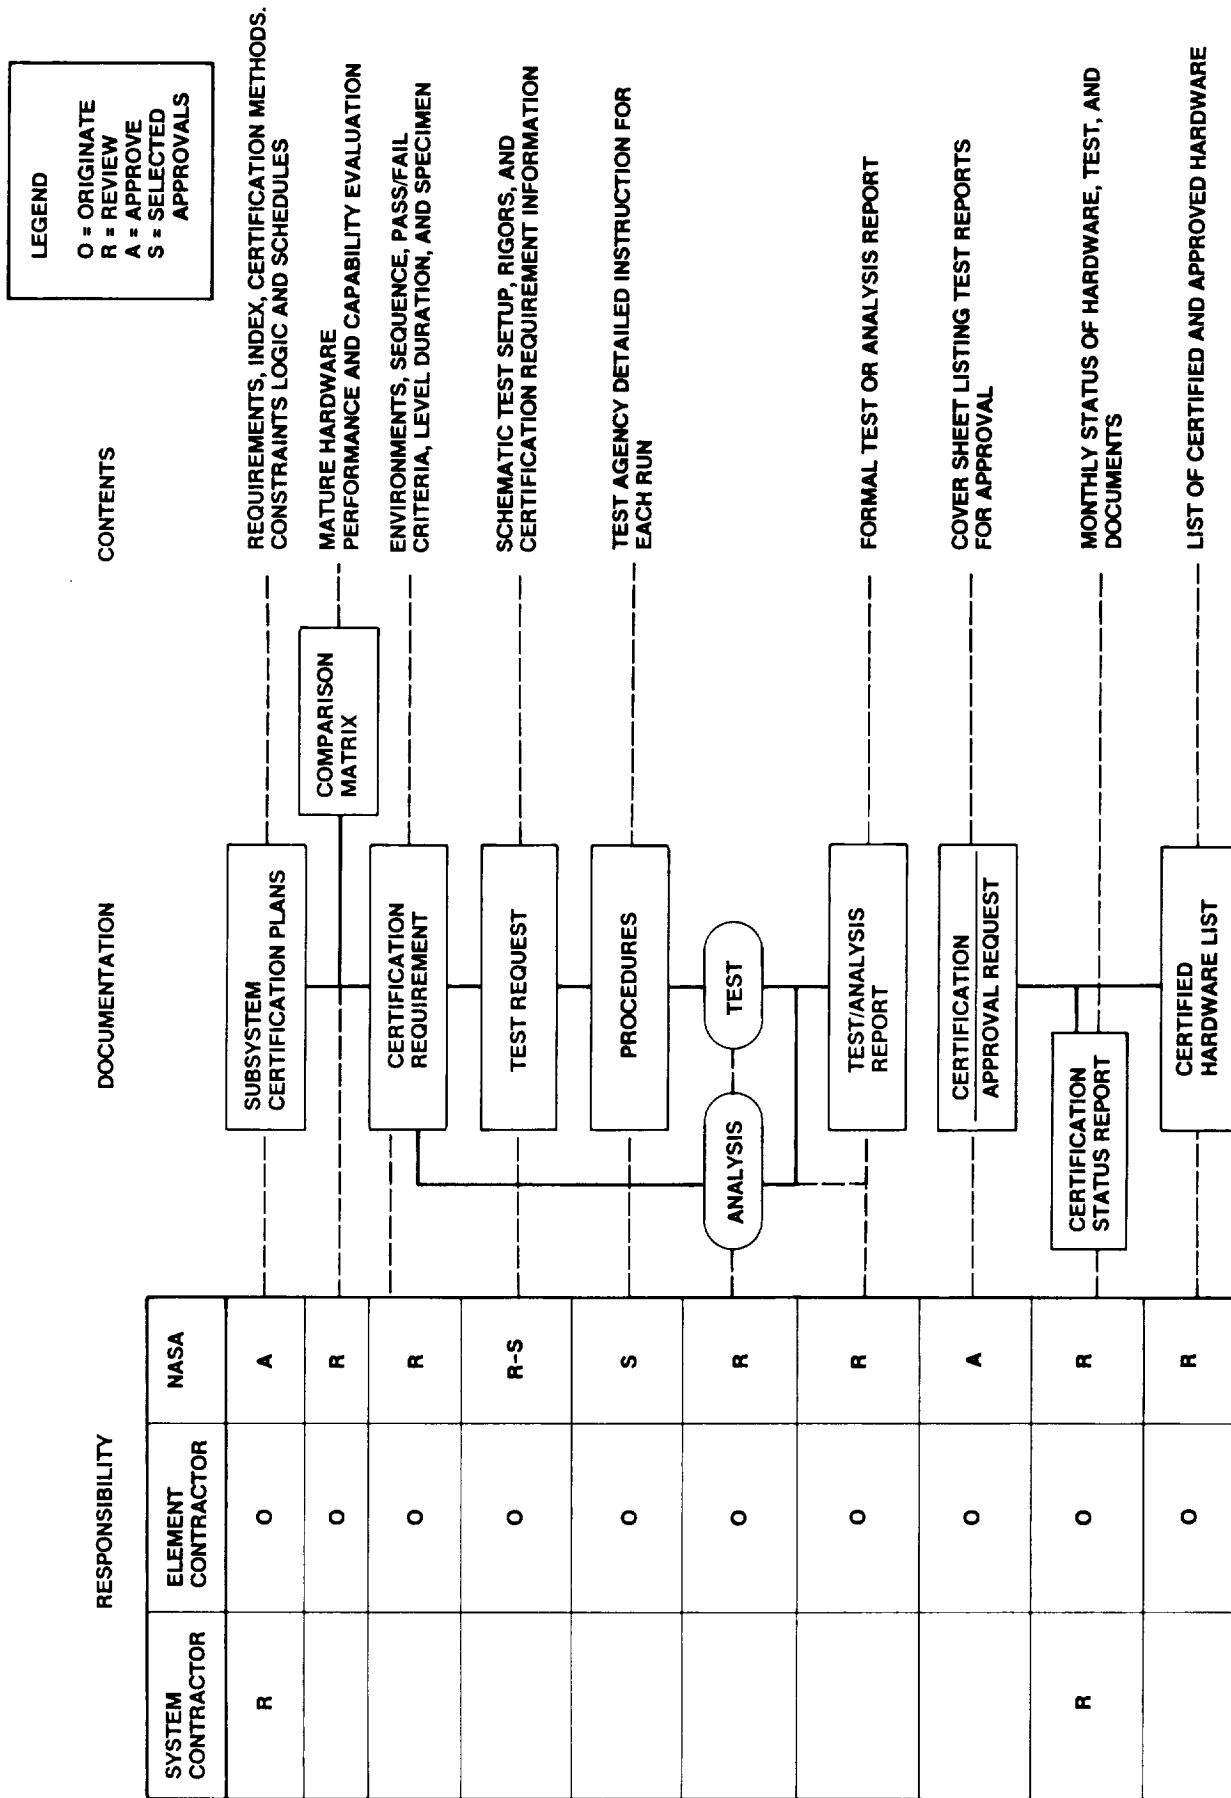 RESPONSIBILITY
DOCUMENTATION
CONTENTS
LEGEND
O = ORIGINATE
R = REVIEW
A = APPROVE
S = SELECTED
APPROVALS
SYSTEM
CONTRACTOR
ELEMENT
CONTRACTOR
NASA
R
O
A
SUBSYSTEM
CERTIFICATION PLANS
REQUIREMENTS, INDEX, CERTIFICATION METHODS.
CONSTRAINTS LOGIC AND SCHEDULES
O
R
COMPARISON
MATRIX
MATURE HARDWARE
PERFORMANCE AND CAPABILITY EVALUATION
O
R
CERTIFICATION
REQUIREMENT
ENVIRONMENTS, SEQUENCE, PASS/FAIL
CRITERIA, LEVEL DURATION, AND SPECIMEN
O
R-S
TEST REQUEST
SCHEMATIC TEST SETUP, RIGORS, AND
CERTIFICATION REQUIREMENT INFORMATION
O
S
PROCEDURES
TEST AGENCY DETAILED INSTRUCTION FOR
EACH RUN
O
R
ANALYSIS
TEST
O
R
TEST/ANALYSIS
REPORT
FORMAL TEST OR ANALYSIS REPORT
O
A
CERTIFICATION
APPROVAL REQUEST
COVER SHEET LISTING TEST REPORTS
FOR APPROVAL
R
O
R
CERTIFICATION
STATUS REPORT
MONTHLY STATUS OF HARDWARE, TEST, AND
DOCUMENTS
O
R
CERTIFIED
HARDWARE LIST
LIST OF CERTIFIED AND APPROVED HARDWARE